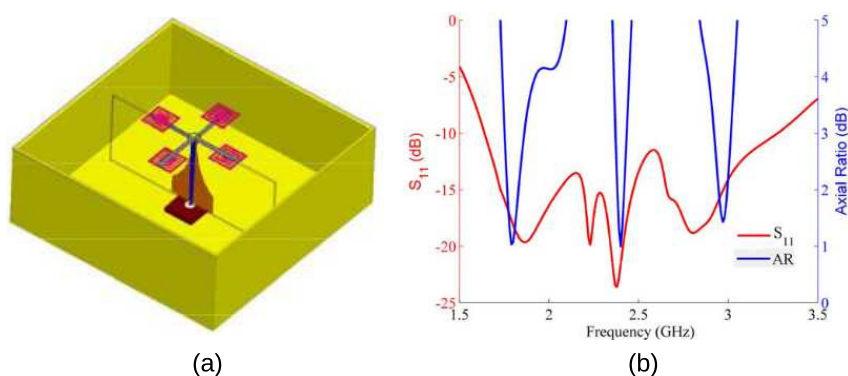 0
-5
-10
-15
-20
-25
S₁₁ (dB)
5
4
3
2
1
0
Axial Ratio (dB)
S₁₁
AR
1.5 2 2.5 3 3.5
Frequency (GHz)
(a) (b)